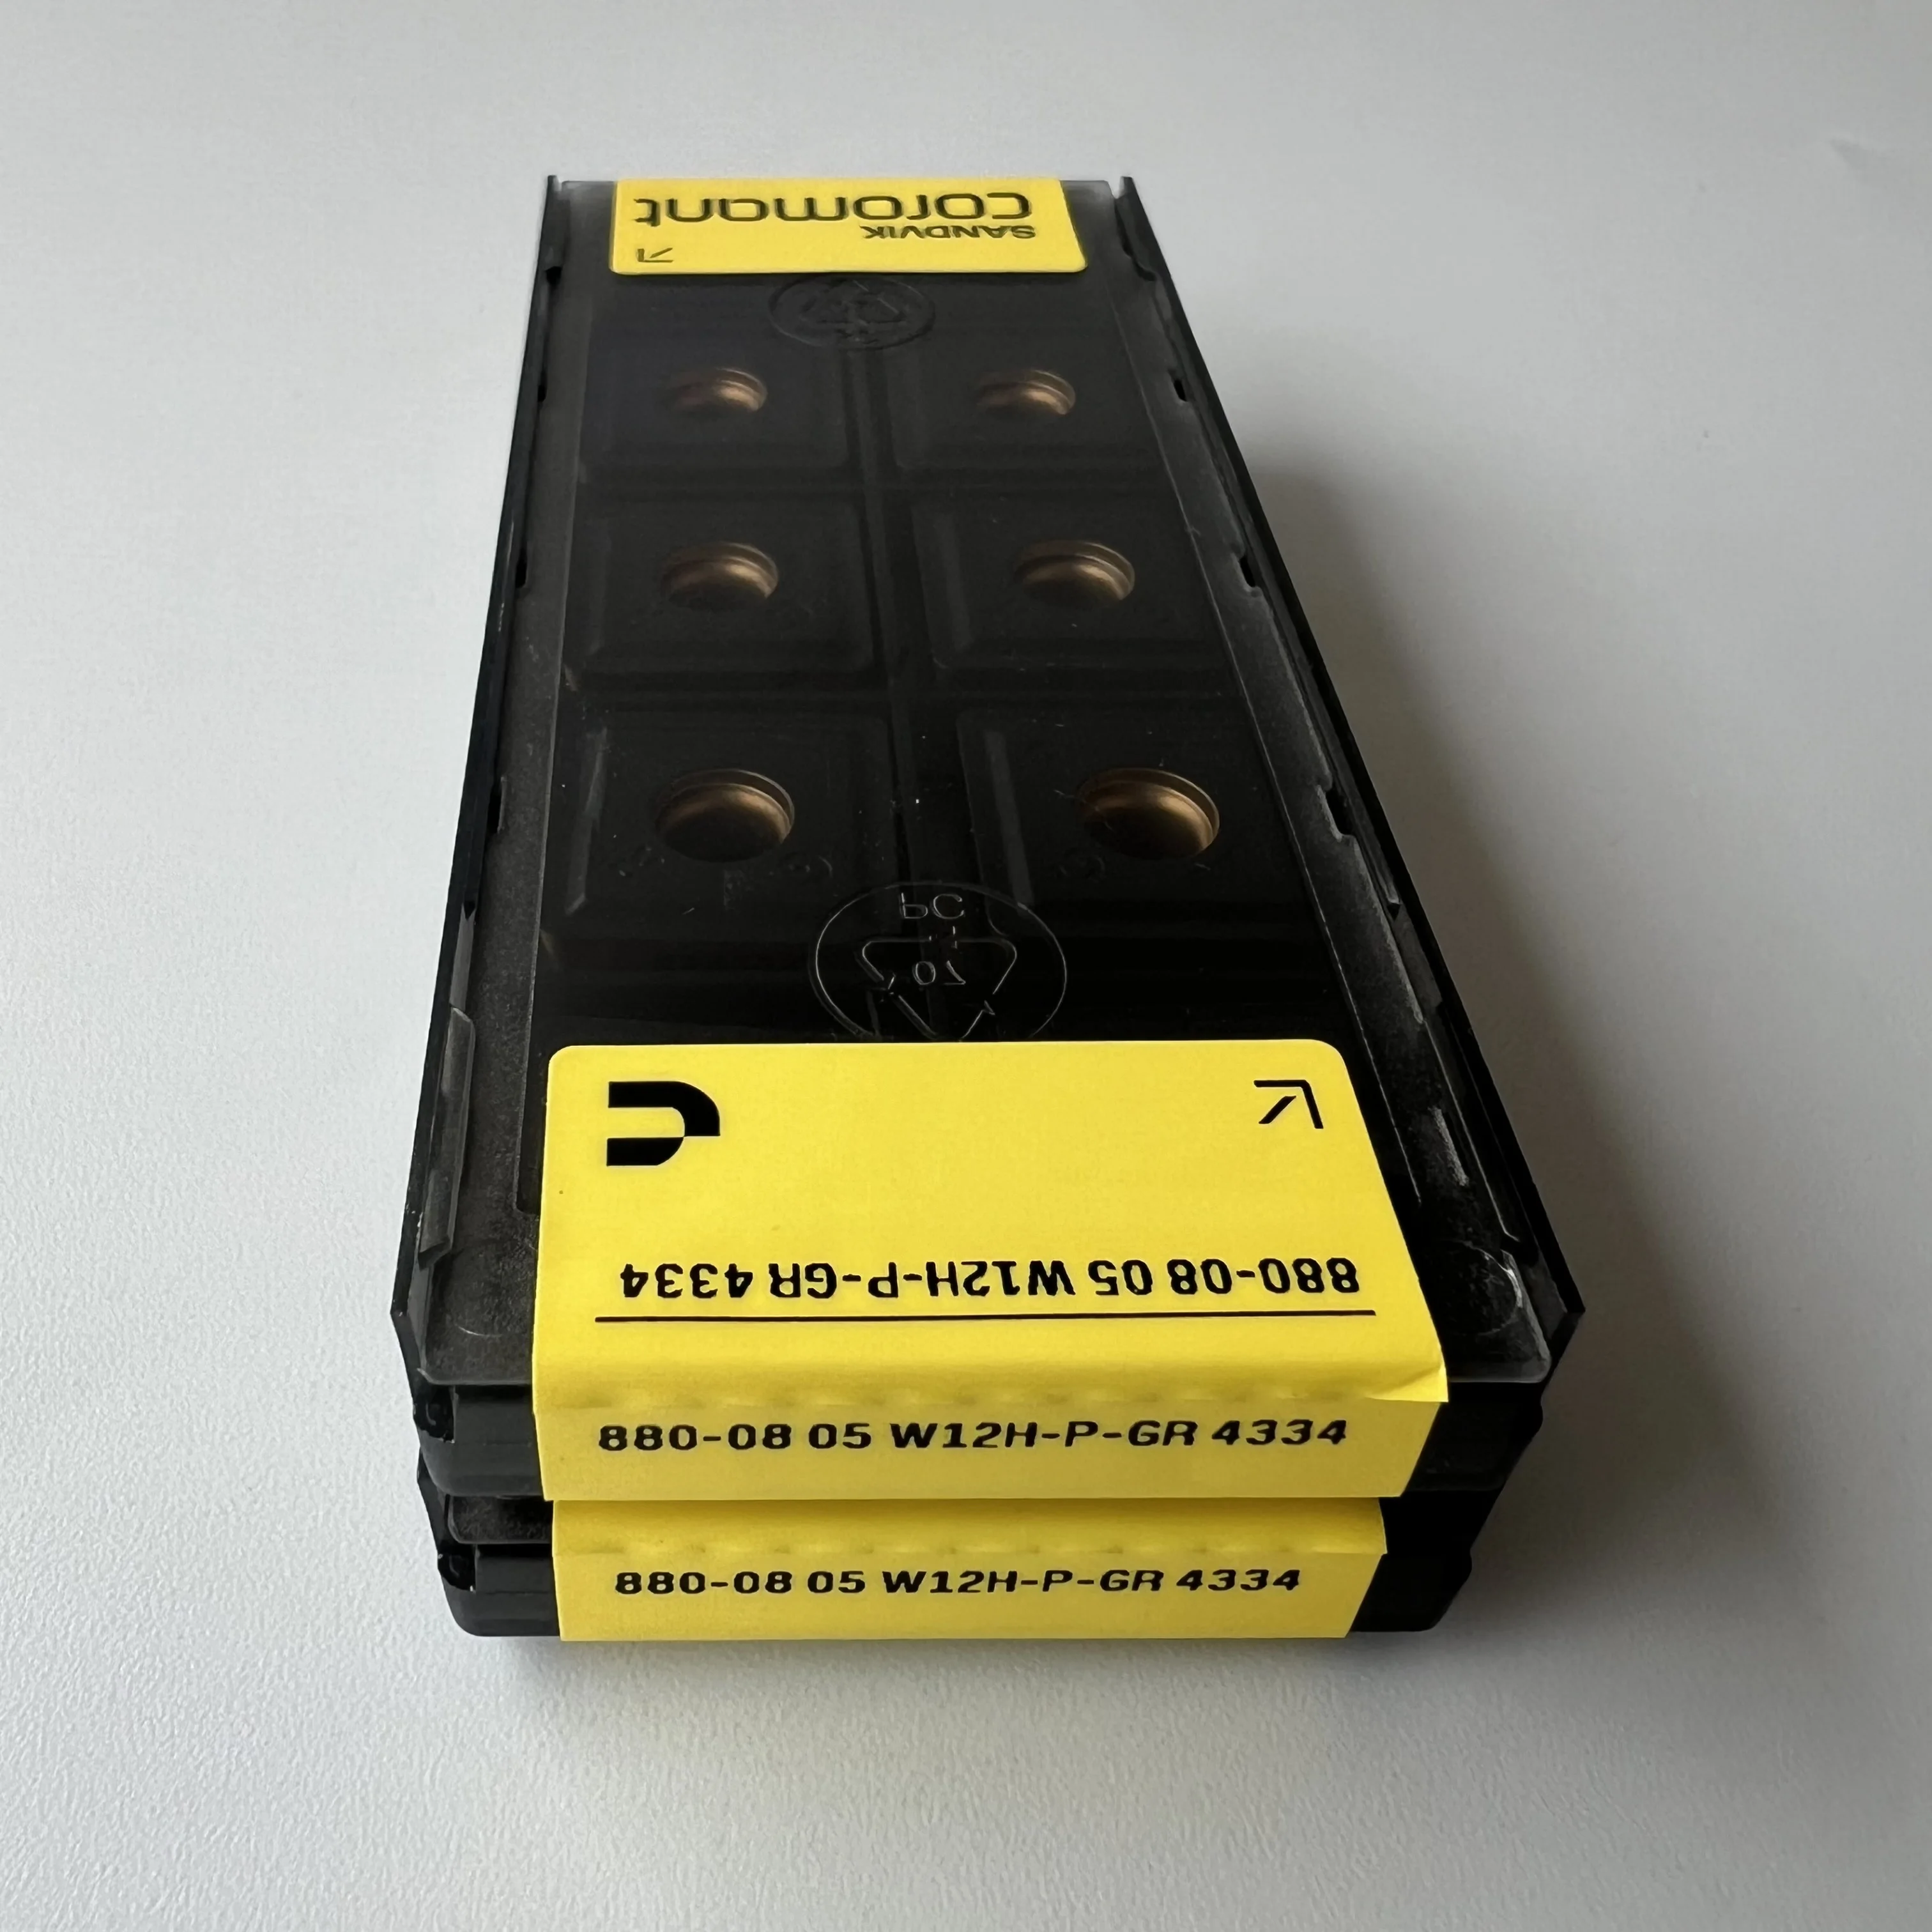 SANDVIK
coromant
PC
70
880-08 05 W12H-P-GR 4334
880-08 05 W12H-P-GR 4334
880-08 05 W12H-P-GR 4334